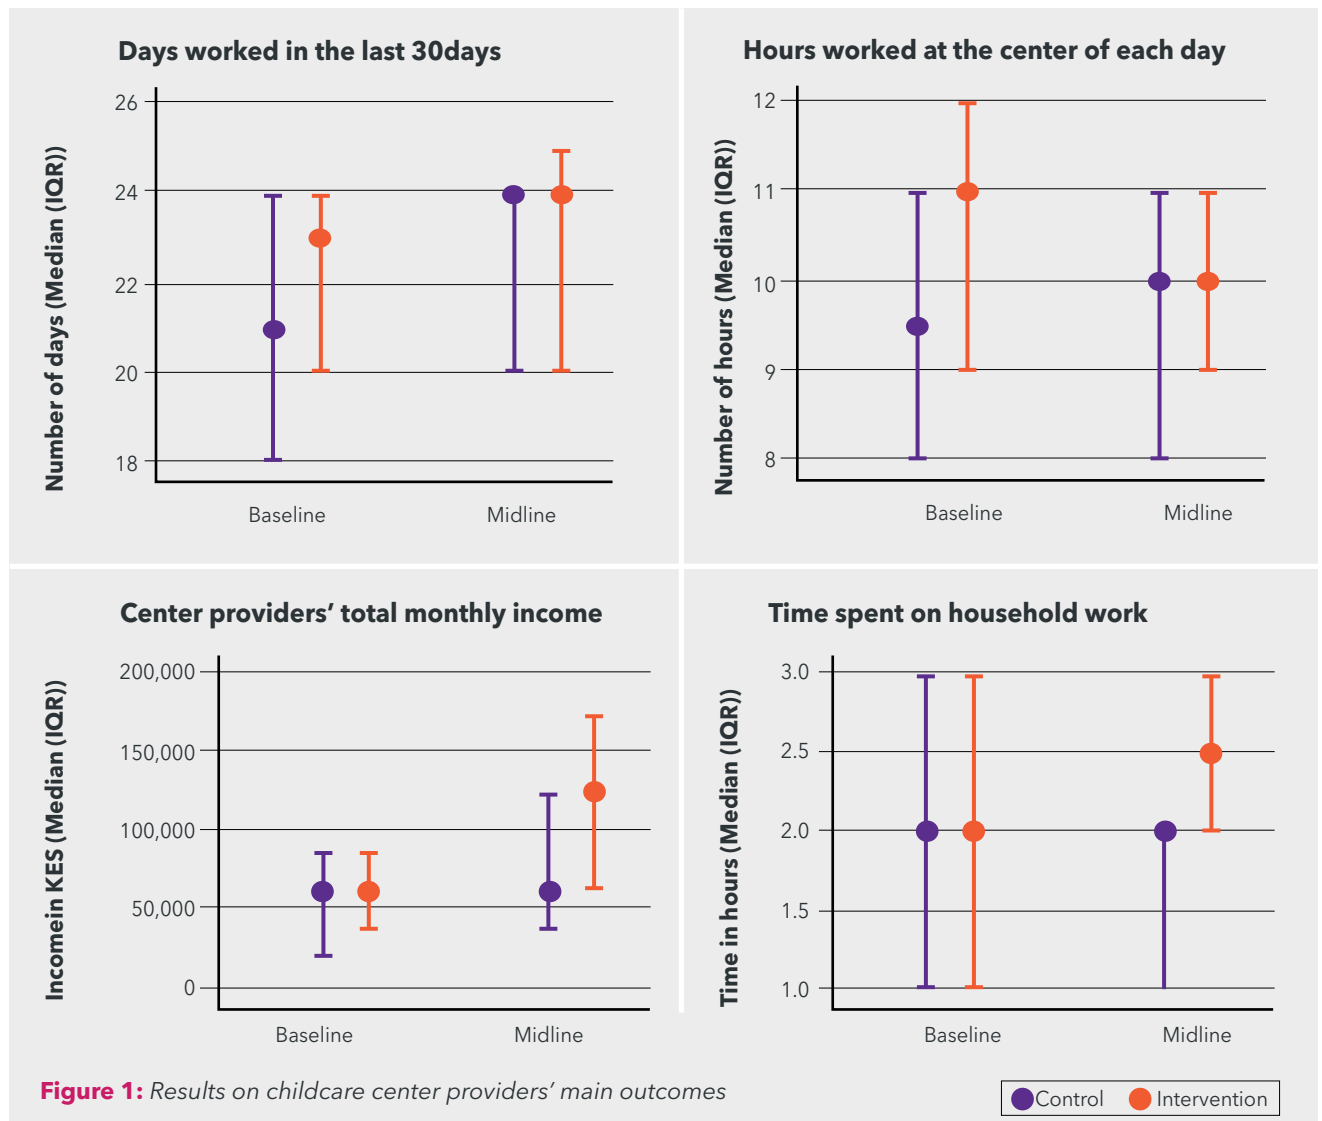 Days worked in the last 30days
Number of days (Median (IQR))
26
24
22
20
18
Baseline
Midline
Hours worked at the center of each day
Number of hours (Median (IQR))
12
11
10
9
8
Baseline
Midline
Center providers’ total monthly income
Incomein KES (Median (IQR))
200,000
150,000
100,000
50,000
0
Baseline
Midline
Time spent on household work
Time in hours (Median (IQR))
3.0
2.5
2.0
1.5
1.0
Baseline
Midline
Figure 1: Results on childcare center providers’ main outcomes
Control
Intervention